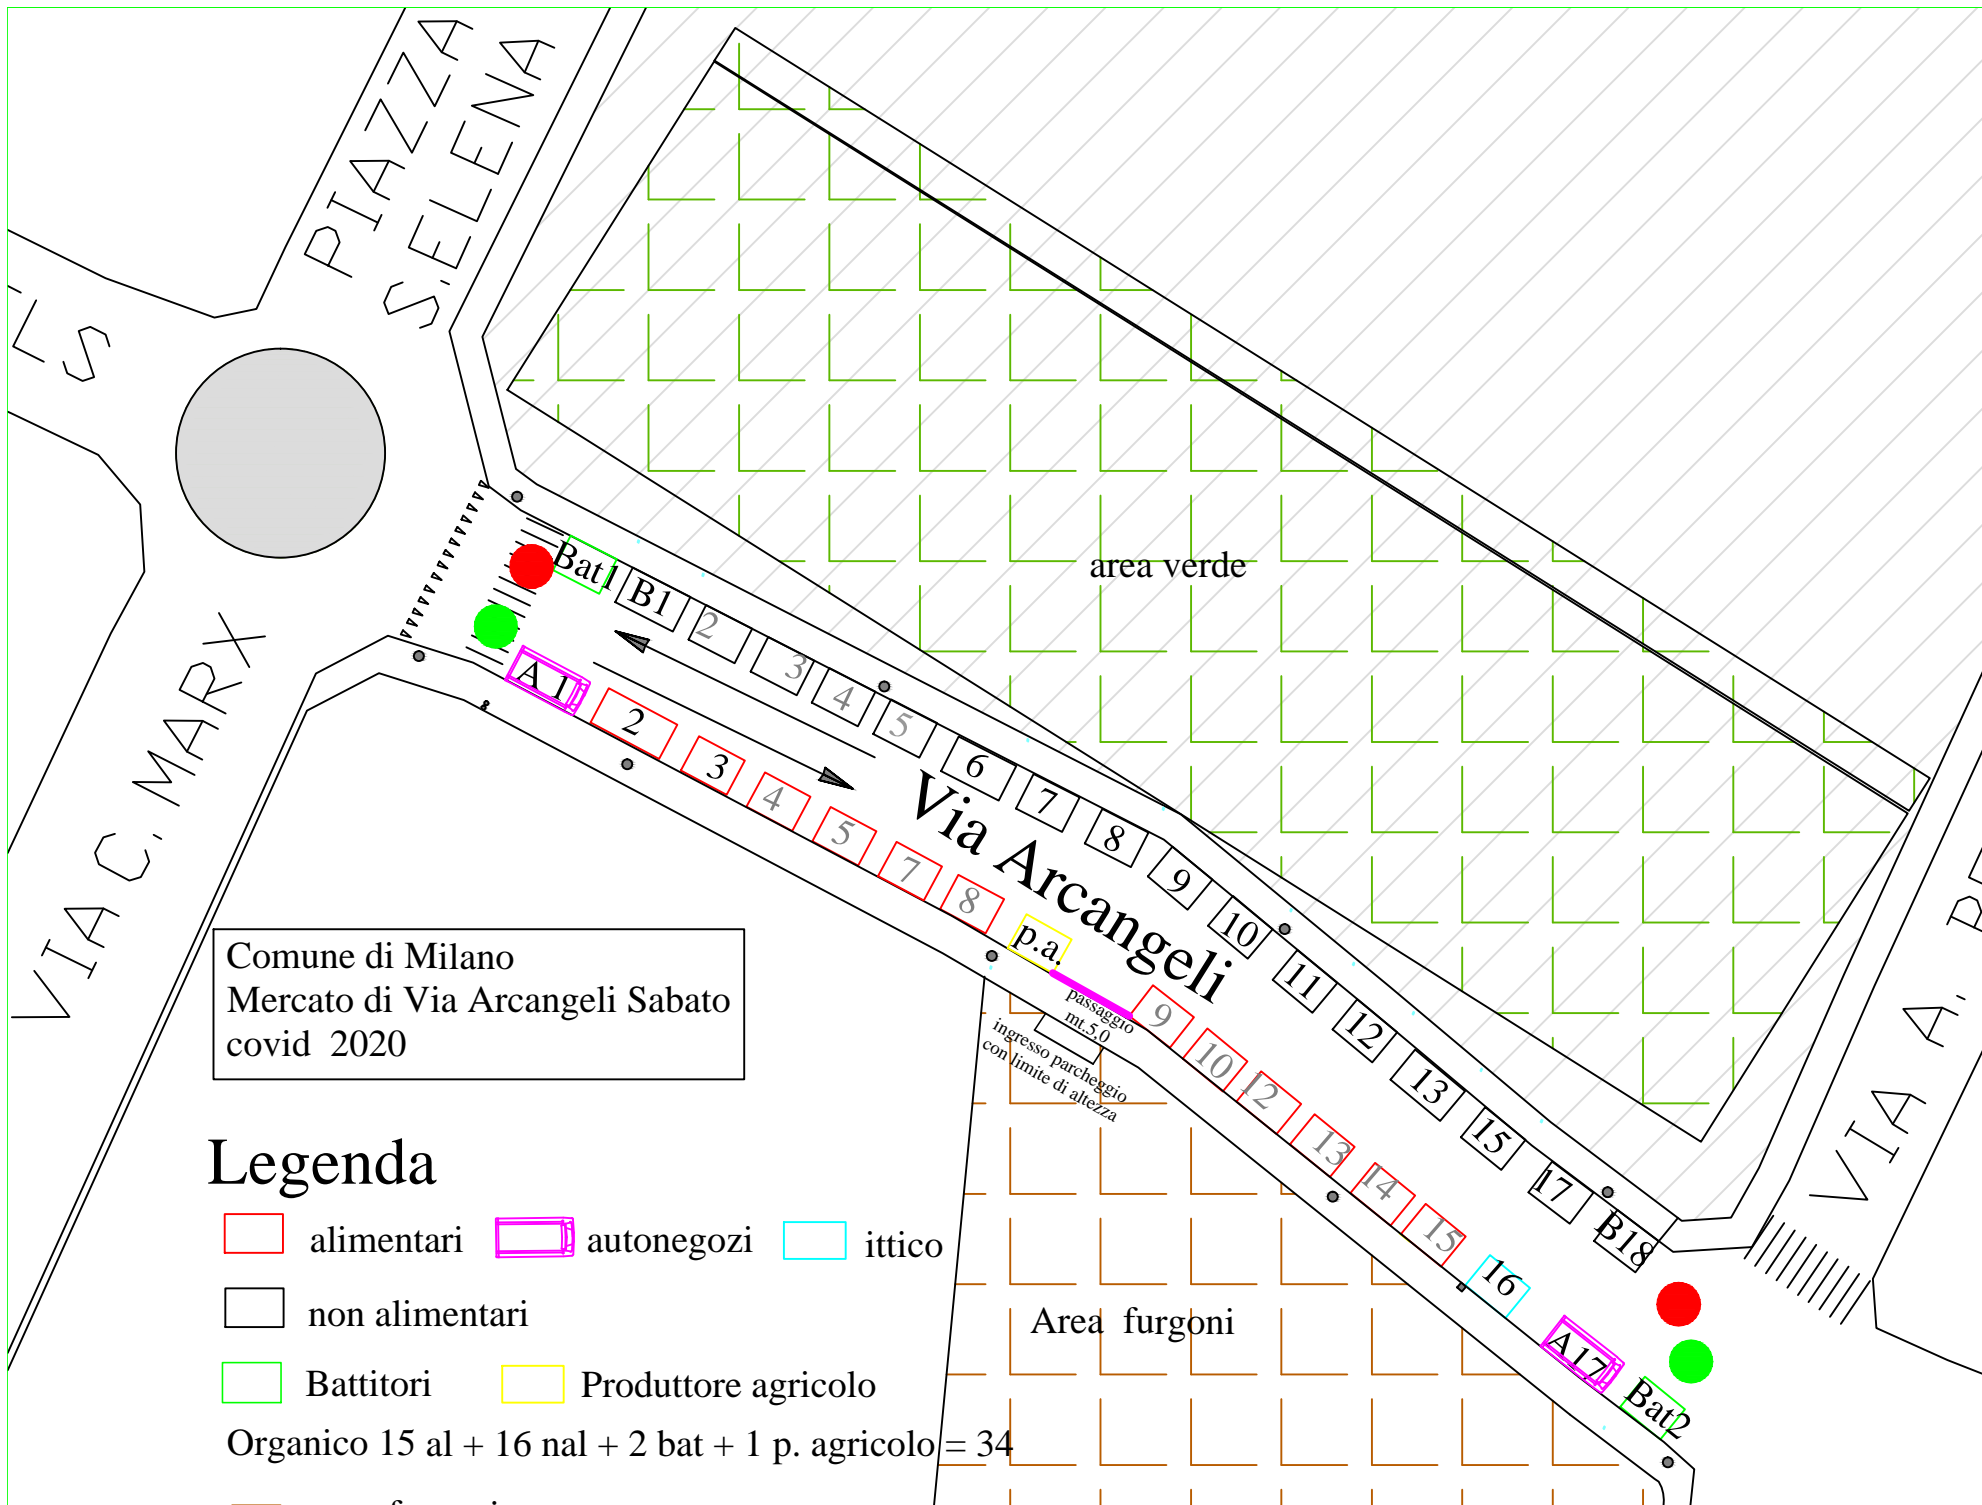 PIAZZA
SELENA
ES
VIA C. MARX
area verde
Bat1
B1
2
3
4
5
6
7
8
9
10
11
12
13
15
17
B18
A 1
2
3
4
5
7
8
p.a.
9
10
12
13
14
15
16
A17
Bat2
Via Arcangeli
passaggio
mt.5,0
ingresso parcheggio
con limite di altezza
VIA A.
Comune di Milano
Mercato di Via Arcangeli Sabato
covid 2020
Legenda
alimentari
autonegozi
ittico
non alimentari
Battitori
Produttore agricolo
Organico 15 al + 16 nal + 2 bat + 1 p. agricolo = 34
Area furgoni